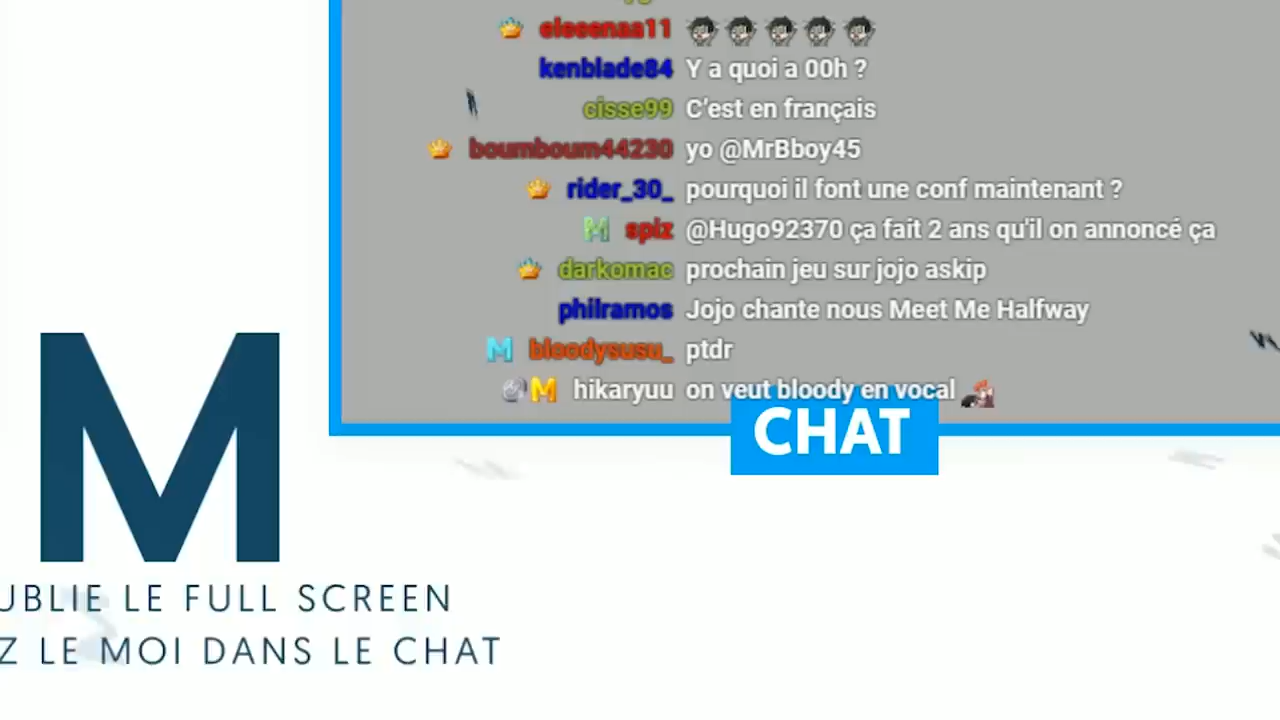 eleeenaa11
kenblade84 Y a quoi a 00h ?
cisse99 C'est en français
boumboum44230 yo @MrBboy45
rider_30_ pourquoi il font une conf maintenant ?
M spiz @Hugo92370 ça fait 2 ans qu'il on annoncé ça
darkomac prochain jeu sur jojo askip
philramos Jojo chante nous Meet Me Halfway
M bloodysusu_ ptdr
M hikaryuu on veut bloody en vocal
CHAT
M
UBLIE LE FULL SCREEN
Z LE MOI DANS LE CHAT